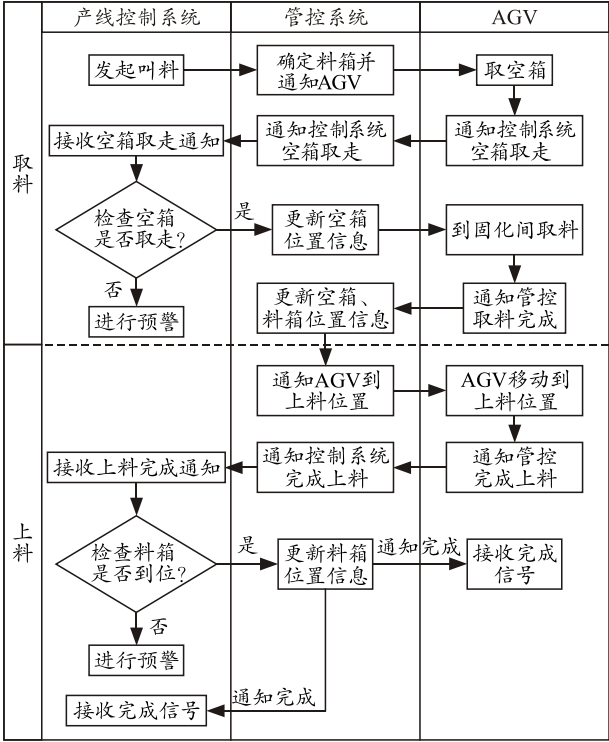 产线控制系统
管控系统
AGV
取料
发起叫料
确定料箱并
通知AGV
取空箱
接收空箱取走通知
通知控制系统
空箱取走
通知控制系统
空箱取走
检查空箱
是否取走?
是
更新空箱
位置信息
到固化间取料
否
进行预警
更新空箱、
料箱位置信息
通知管控
取料完成
上料
通知AGV到
上料位置
AGV移动到
上料位置
接收上料完成通知
通知控制系统
完成上料
通知管控
完成上料
检查料箱
是否到位?
是
更新料箱
位置信息
通知完成
接收完成
信号
否
进行预警
通知完成
接收完成信号